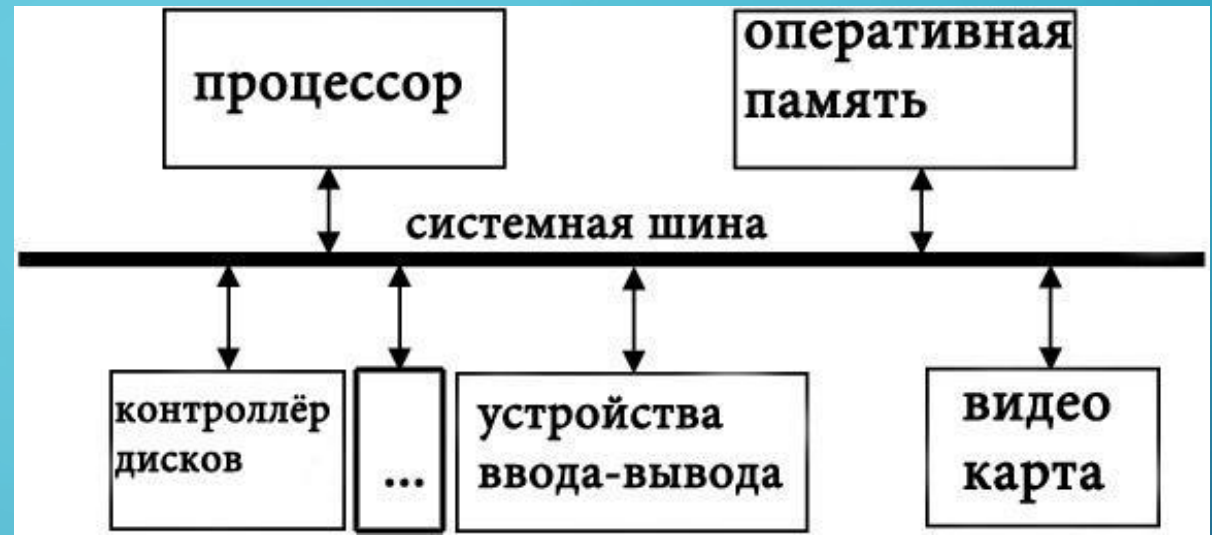 процессор
оперативная
память
системная шина
контроллёр
дисков
...
устройства
ввода-вывода
видео
карта